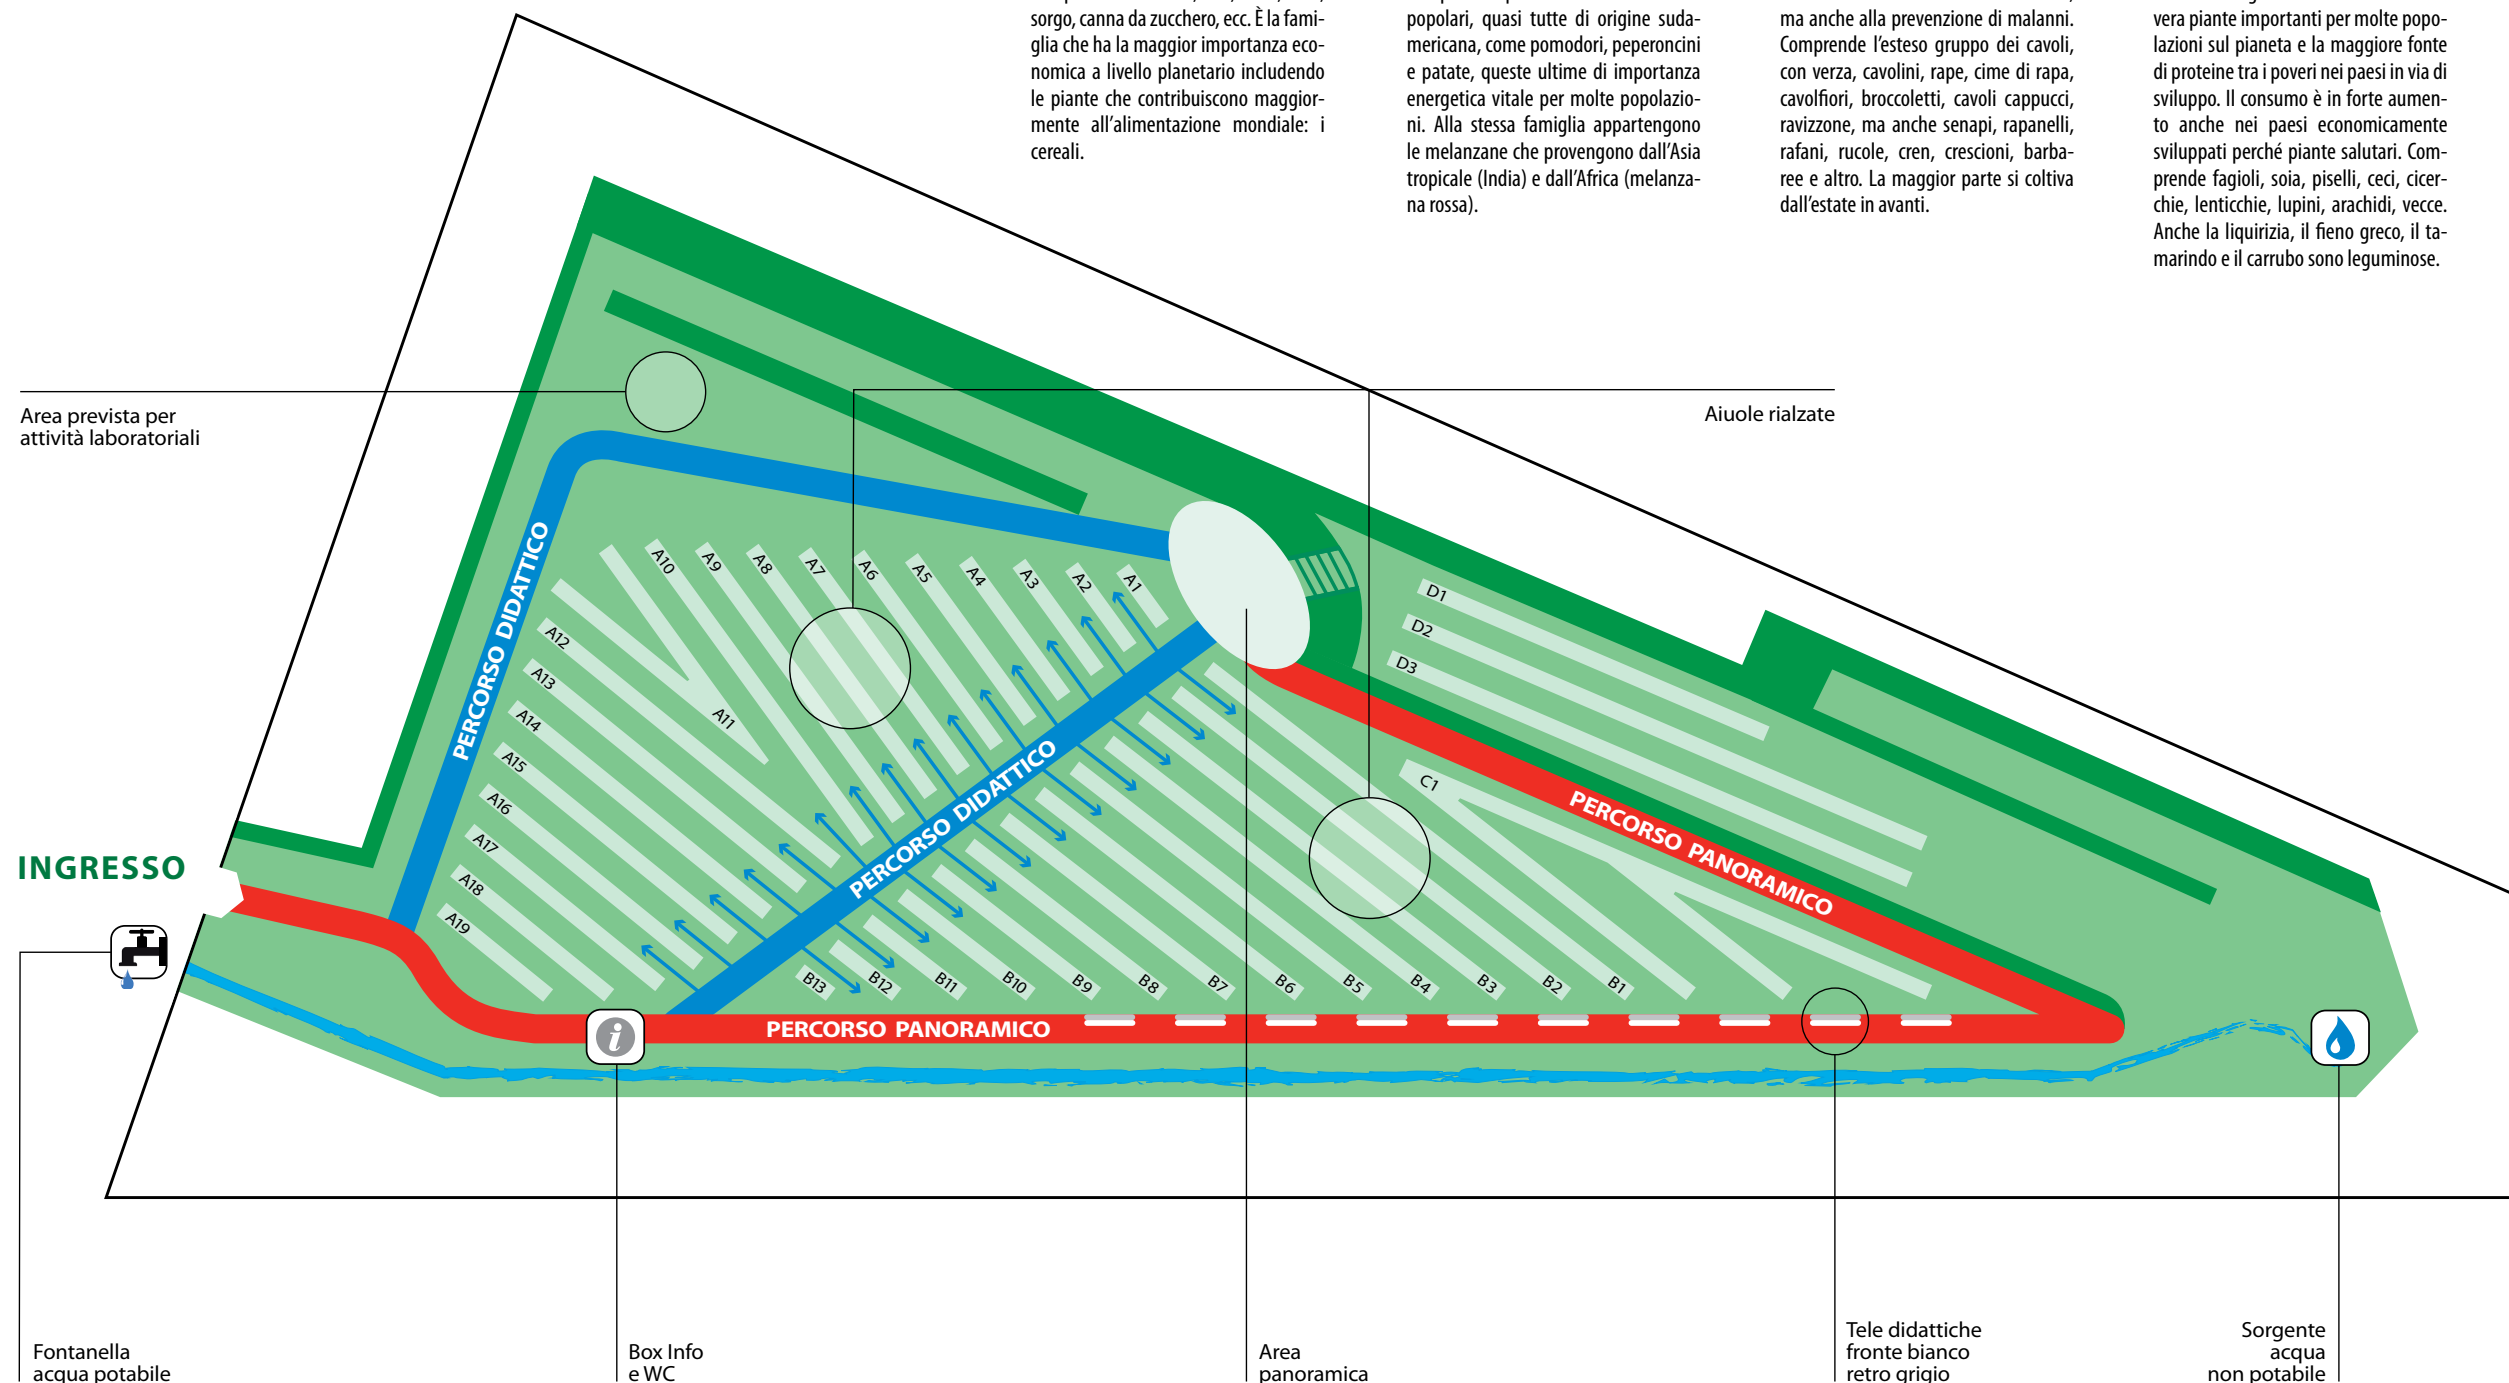 sorgo, canna da zucchero, ecc. È la fami-
glia che ha la maggior importanza eco-
nomica a livello planetario includendo
le piante che contribuiscono maggior-
mente all'alimentazione mondiale: i
cereali.
popolari, quasi tutte di origine suda-
mericana, come pomodori, peperoncini
e patate, queste ultime di importanza
energetica vitale per molte popolazio-
ni. Alla stessa famiglia appartengono
le melanzane che provengono dall'Asia
tropicale (India) e dall'Africa (melanza-
na rossa).
ma anche alla prevenzione di malanni.
Comprende l'esteso gruppo dei cavoli,
con verza, cavolini, rape, cime di rapa,
cavolfiori, broccoletti, cavoli cappucci,
ravizzone, ma anche senapi, rapanelli,
rafani, rucole, cren, crescioni, barba-
ree e altro. La maggior parte si coltiva
dall'estate in avanti.
vera piante importanti per molte popo-
lazioni sul pianeta e la maggiore fonte
di proteine tra i poveri nei paesi in via di
sviluppo. Il consumo è in forte aumen-
to anche nei paesi economicamente
sviluppati perché piante salutari. Com-
prende fagioli, soia, piselli, ceci, cicer-
chie, lenticchie, lupini, arachidi, vecce.
Anche la liquirizia, il fieno greco, il ta-
marindo e il carrubo sono leguminose.
Area prevista per
attività laboratoriali
Aiuole rialzate
PERCORSO DIDATTICO
A10
A9
A8
A7
A6
A5
A4
A3
A2
A1
A12
A13
A11
A14
A15
A16
A17
A18
A19
D1
D2
D3
C1
PERCORSO DIDATTICO
PERCORSO PANORAMICO
INGRESSO
B13
B12
B11
B10
B9
B8
B7
B6
B5
B4
B3
B2
B1
PERCORSO PANORAMICO
i
Fontanella
acqua potabile
Box Info
e WC
Area
panoramica
Tele didattiche
fronte bianco
retro grigio
Sorgente
acqua
non potabile